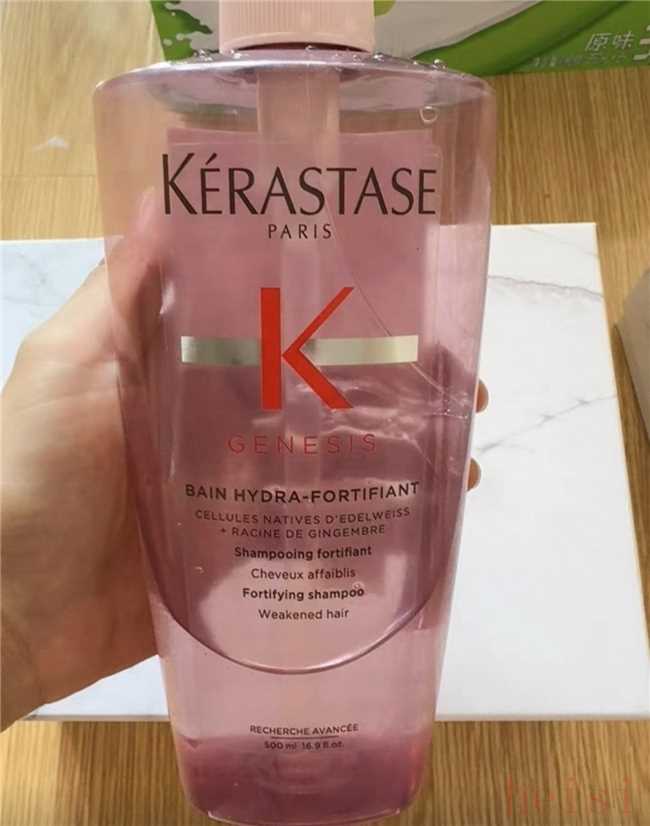 原味
KÉRASTASE
PARIS
K
GENESIS
BAIN HYDRA-FORTIFIANT
CELLULES NATIVES D'EDELWEISS
+ RACINE DE GINGEMBRE
Shampooing fortifiant
Cheveux affaiblis
Fortifying shampoo
Weakened hair
RECHERCHE AVANCÉE
500 ml 16.9 fl.oz.
heisi